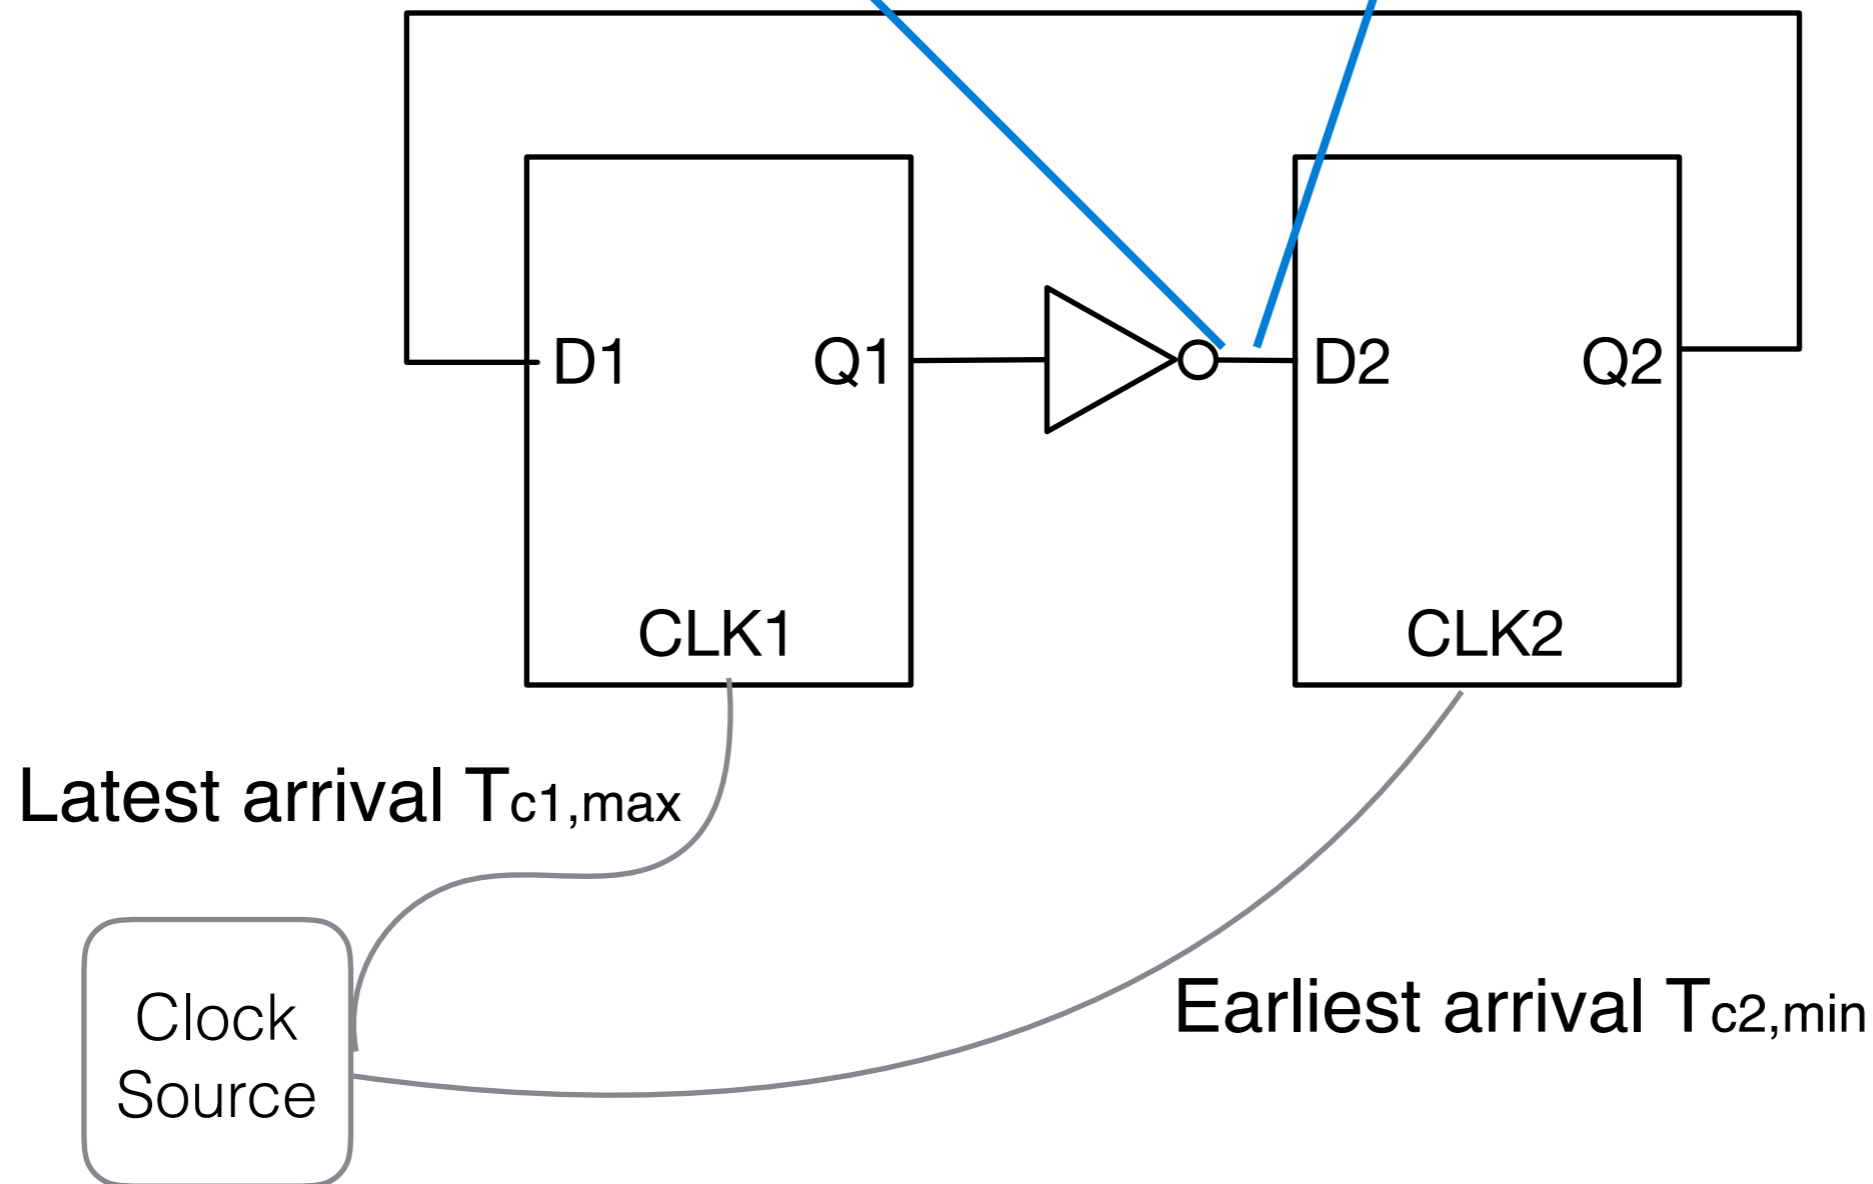 D1
Q1
D2
Q2
CLK1
CLK2
Latest arrival Tc1,max
Earliest arrival Tc2,min
Clock
Source